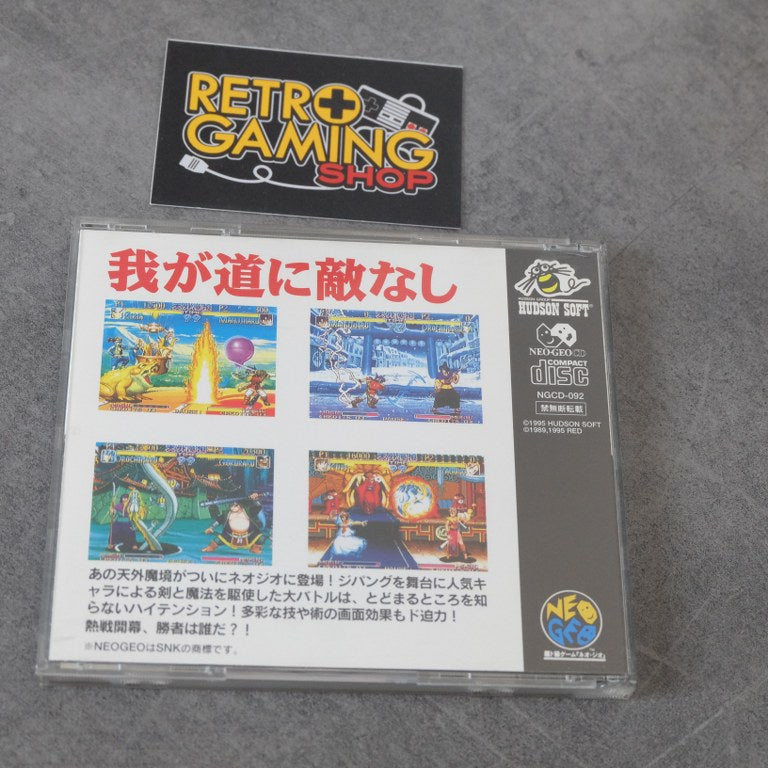 RETRO
GAMING
SHOP
我が道に敵なし
HUDSON GROUP
HUDSON SOFT®
NEO・GEO CD
COMPACT
disc
NGCD-092
禁無断転載
©1995 HUDSON SOFT
©1989,1995 RED
あの天外魔境がついにネオジオに登場!ジパングを舞台に人気キ
ャラによる剣と魔法を駆使した大バトルは、とどまるところを知
らないハイテンション!多彩な技や術の画面効果もド迫力!
熱戦開幕、勝者は誰だ?!
※NEOGEOはSNKの商標です。
NEO
GEO